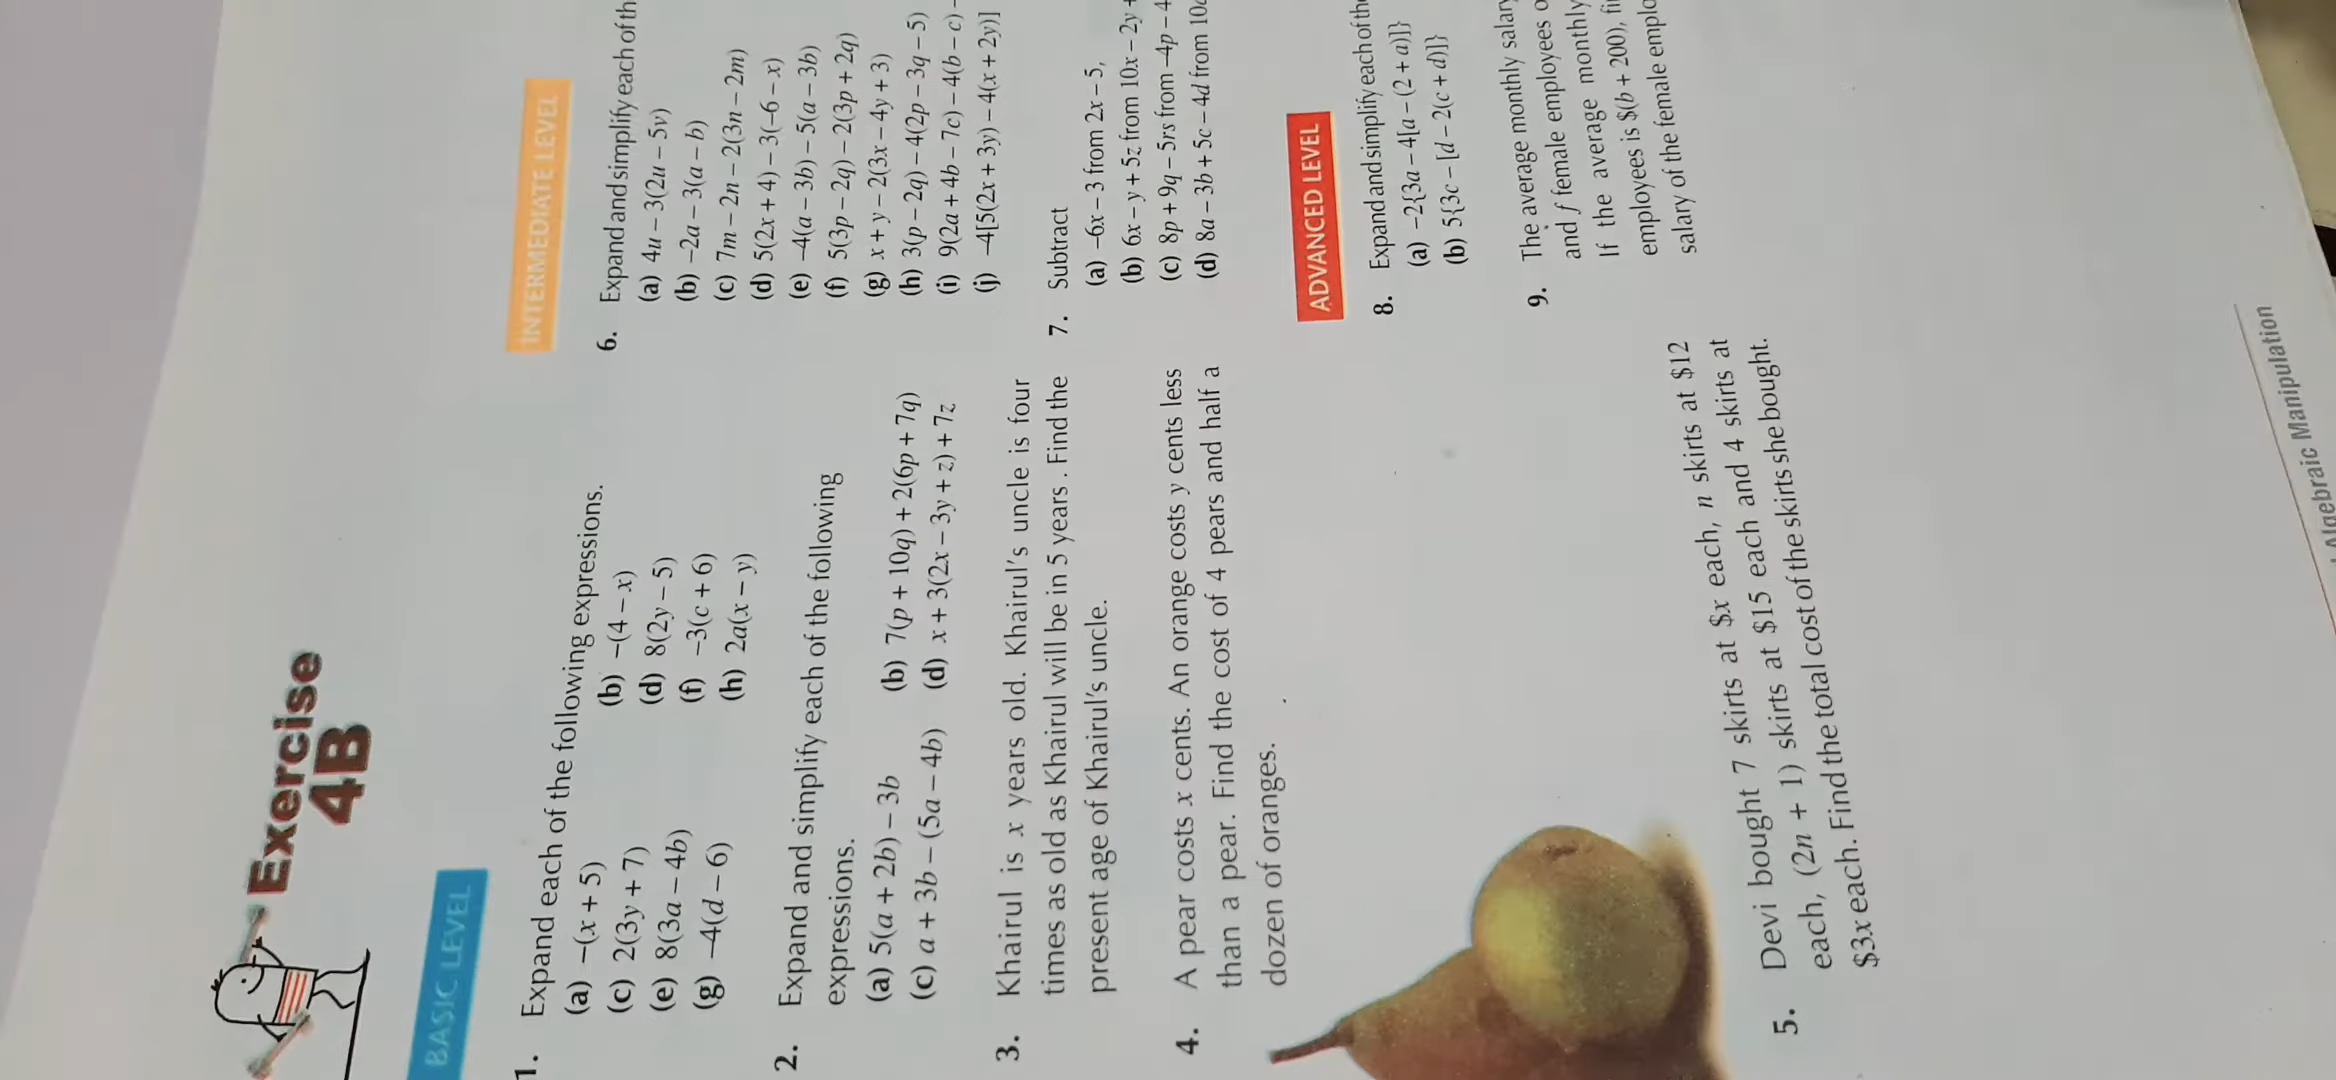 Exercise
4B
BASIC LEVEL
1. Expand each of the following expressions.
(a) −(x + 5) (b) −(4 − x)
(c) 2(3y + 7) (d) 8(2y − 5)
(e) 8(3a − 4b) (f) −3(c + 6)
(g) −4(d − 6) (h) 2a(x − y)
2. Expand and simplify each of the following
expressions.
(a) 5(a + 2b) − 3b (b) 7(p + 10q) + 2(6p + 7q)
(c) a + 3b − (5a − 4b) (d) x + 3(2x − 3y + z) + 7z
3. Khairul is x years old. Khairul's uncle is four
times as old as Khairul will be in 5 years . Find the
present age of Khairul's uncle.
4. A pear costs x cents. An orange costs y cents less
than a pear. Find the cost of 4 pears and half a
dozen of oranges.
5. Devi bought 7 skirts at $x each, n skirts at $12
each, (2n + 1) skirts at $15 each and 4 skirts at
$3x each. Find the total cost of the skirts she bought.
INTERMEDIATE LEVEL
6. Expand and simplify each of th
(a) 4u − 3(2u − 5v)
(b) −2a − 3(a − b)
(c) 7m − 2n − 2(3n − 2m)
(d) 5(2x + 4) − 3(−6 − x)
(e) −4(a − 3b) − 5(a − 3b)
(f) 5(3p − 2q) − 2(3p + 2q)
(g) x + y − 2(3x − 4y + 3)
(h) 3(p − 2q) − 4(2p − 3q − 5)
(i) 9(2a + 4b − 7c) − 4(b − c) −
(j) −4[5(2x + 3y) − 4(x + 2y)]
7. Subtract
(a) −6x − 3 from 2x − 5,
(b) 6x − y + 5z from 10x − 2y +
(c) 8p + 9q − 5rs from −4p − 4
(d) 8a − 3b + 5c − 4d from 10c
ADVANCED LEVEL
8. Expand and simplify each of the
(a) −2{3a − 4[a − (2 + a)]}
(b) 5{3c − [d − 2(c + d)]}
9. The average monthly salary
and f female employees o
If the average monthly
employees is $(b + 200), fi
salary of the female emplo
Algebraic Manipulation